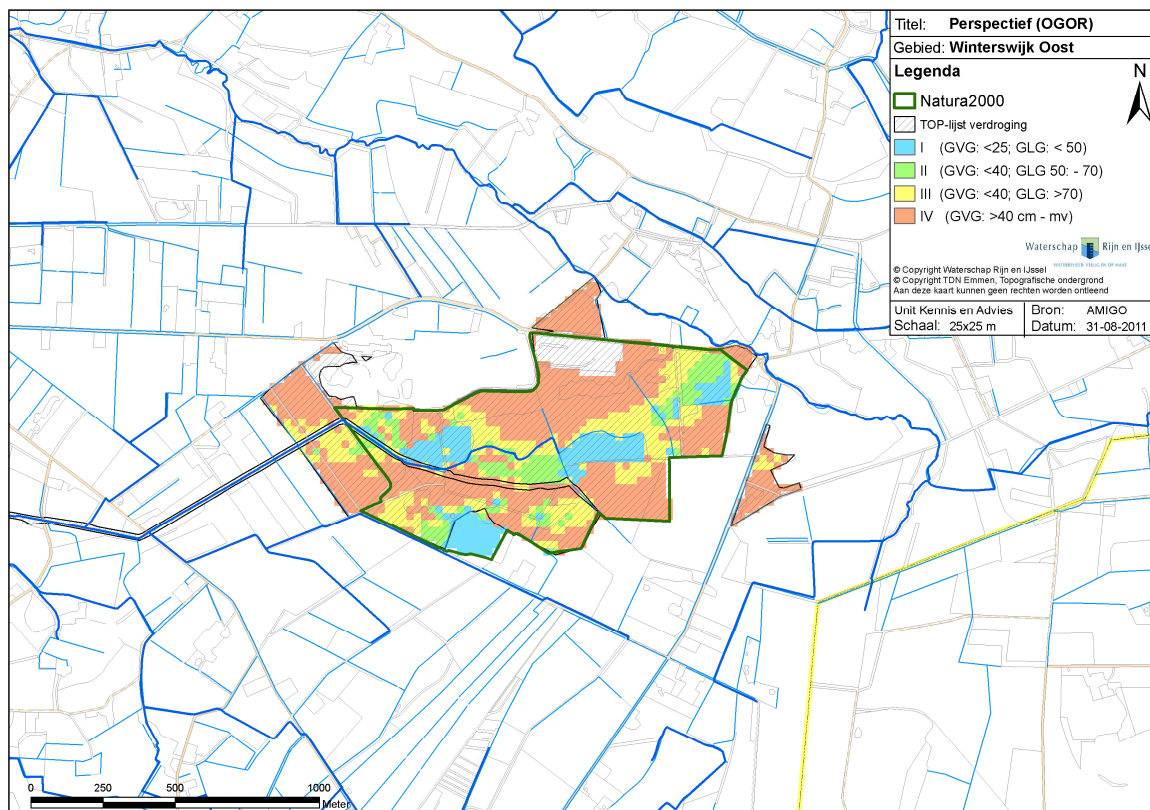 Titel: Perspectief (OGOR)
Gebied: Winterswijk Oost
Legenda
N
Natura2000
TOP-lijst verdroging
I (GVG: <25; GLG: < 50)
II (GVG: <40; GLG 50: - 70)
III (GVG: <40; GLG: >70)
IV (GVG: >40 cm - mv)
Waterschap Rijn en IJssel
© Copyright Waterschap Rijn en IJssel
© Copyright TDN Emmen, Topografische ondergrond
Aan deze kaart kunnen geen rechten worden ontleend
Unit Kennis en Advies
Schaal: 25x25 m
Bron: AMIGO
Datum: 31-08-2011
0 250 500 1000
Meter